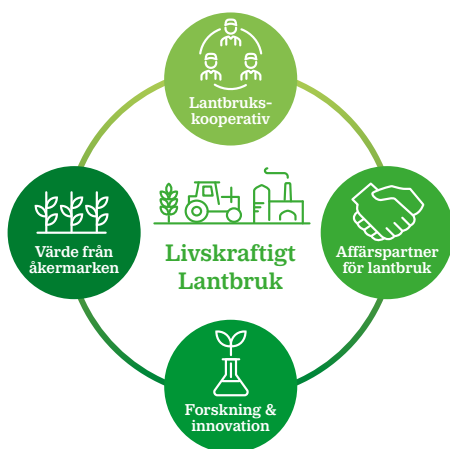 Lantbruks-
kooperativ
Värde från
åkermarken
Livskraftigt
Lantbruk
Affärspartner
för lantbruk
Forskning &
innovation